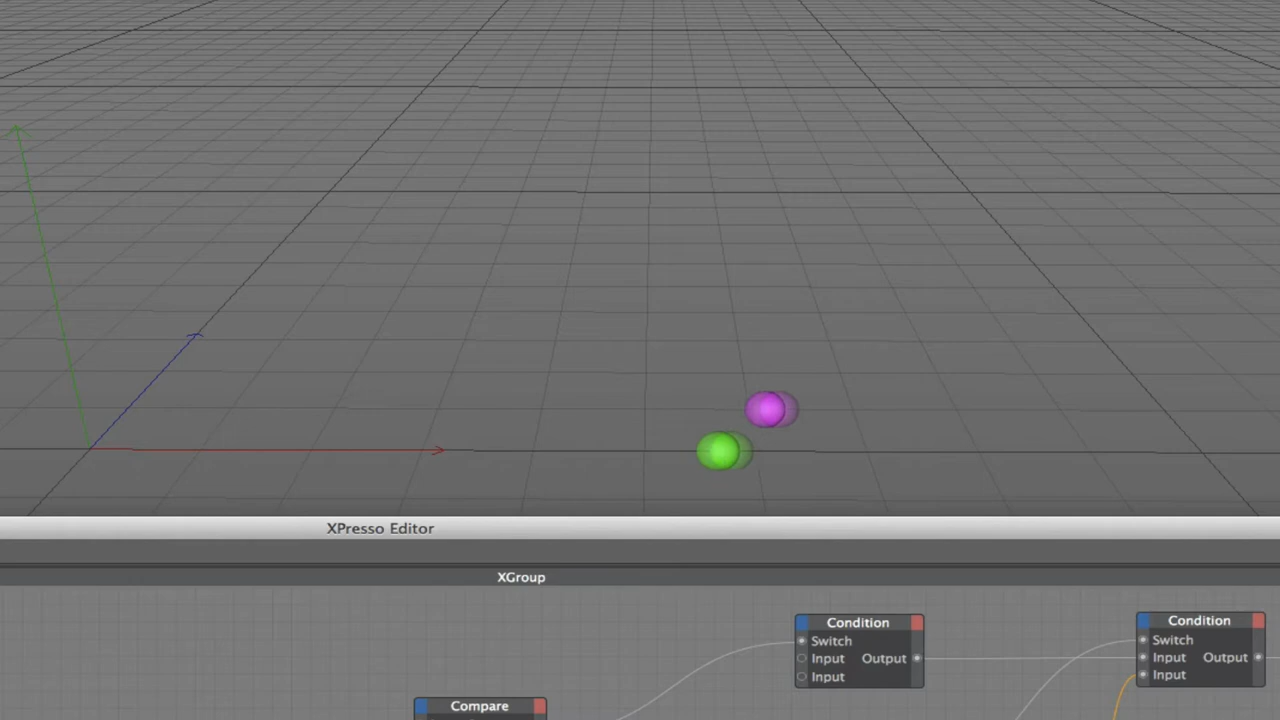 XPresso Editor
XGroup
Condition
Switch
Input Output
Input
Condition
Switch
Input Output
Input
Compare